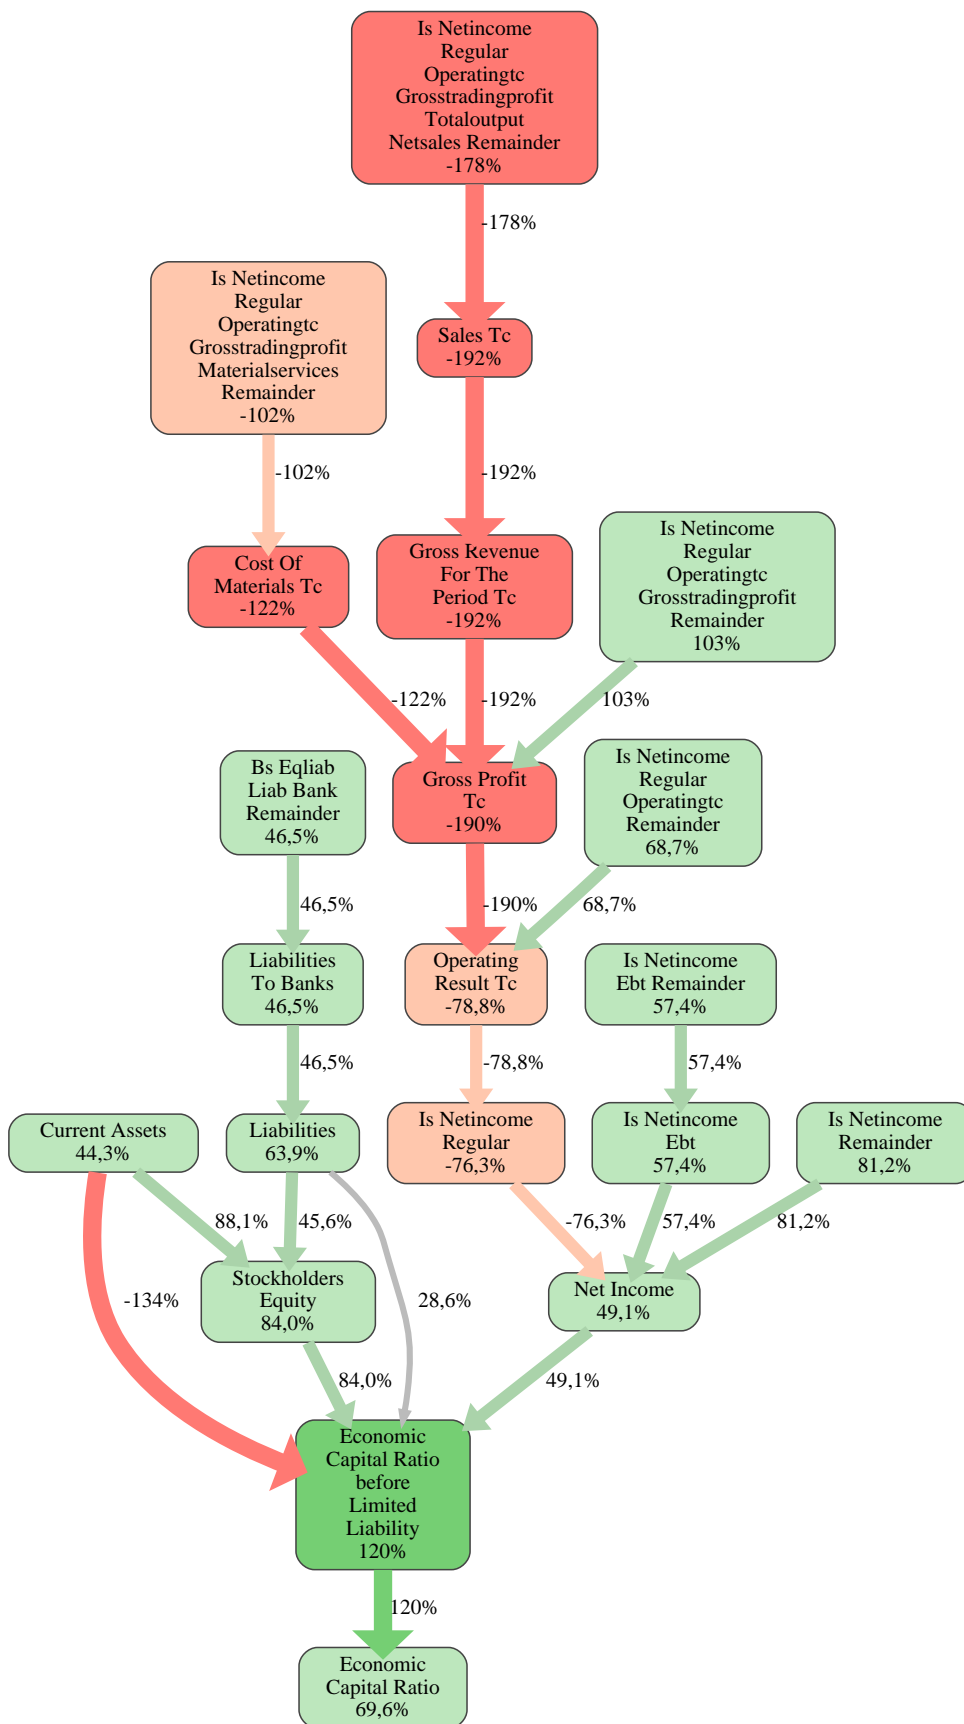 Is Netincome
Regular
Operatingtc
Grosstradingprofit
Totaloutput
Netsales Remainder
-178%
-178%
Is Netincome
Regular
Operatingtc
Grosstradingprofit
Materialservices
Remainder
-102%
Sales Tc
-192%
-102%
-192%
Cost Of
Materials Tc
-122%
Gross Revenue
For The
Period Tc
-192%
Is Netincome
Regular
Operatingtc
Grosstradingprofit
Remainder
103%
-122%
-192%
103%
Bs Eqliab
Liab Bank
Remainder
46,5%
Gross Profit
Tc
-190%
Is Netincome
Regular
Operatingtc
Remainder
68,7%
46,5%
-190%
68,7%
Liabilities
To Banks
46,5%
Operating
Result Tc
-78,8%
Is Netincome
Ebt Remainder
57,4%
46,5%
-78,8%
57,4%
Current Assets
44,3%
Liabilities
63,9%
Is Netincome
Regular
-76,3%
Is Netincome
Ebt
57,4%
Is Netincome
Remainder
81,2%
88,1%
45,6%
-76,3%
57,4%
81,2%
-134%
Stockholders
Equity
84,0%
28,6%
Net Income
49,1%
84,0%
49,1%
Economic
Capital Ratio
before
Limited
Liability
120%
120%
Economic
Capital Ratio
69,6%